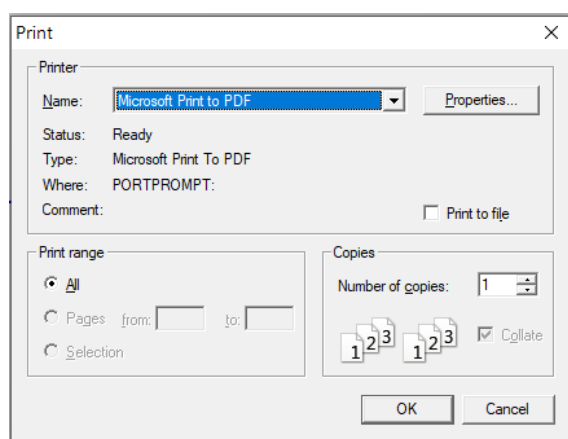 Print
Printer
Name: Microsoft Print to PDF Properties...
Status: Ready
Type: Microsoft Print To PDF
Where: PORTPROMPT:
Comment: Print to file
Print range
All
Pages from: to:
Selection
Copies
Number of copies: 1
1 2 3 1 2 3 Collate
OK Cancel